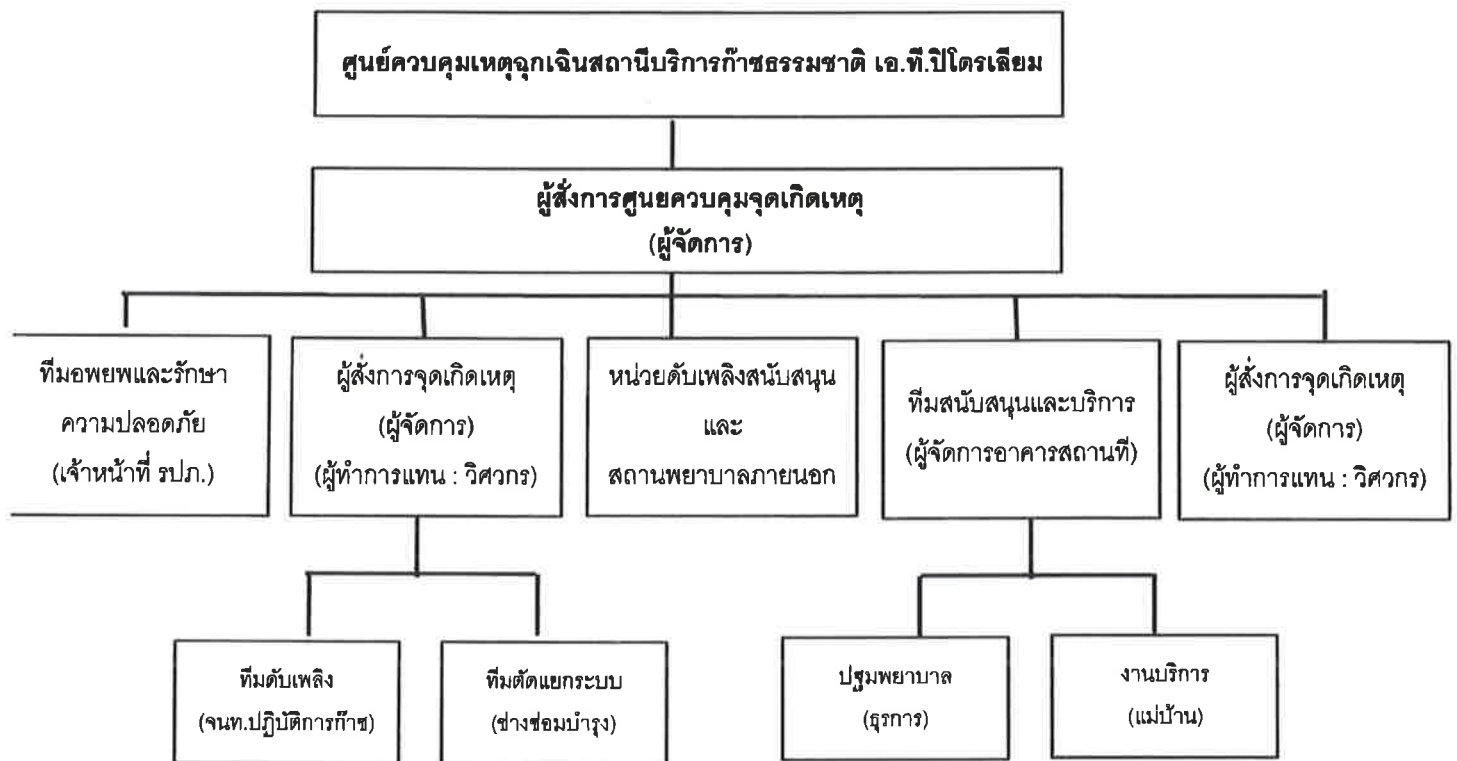 ศูนย์ควบคุมเหตุฉุกเฉินสถานีบริการก๊าซธรรมชาติ เอ.ที.ปิโตรเลียม
ผู้สั่งการศูนยควบคุมจุดเกิดเหตุ
(ผู้จัดการ)
ทีมอพยพและรักษา
ความปลอดภัย
(เจ้าหน้าที่ รปภ.)
ผู้สั่งการจุดเกิดเหตุ
(ผู้จัดการ)
(ผู้ทำการแทน : วิศวกร)
หน่วยดับเพลิงสนับสนุน
และ
สถานพยาบาลภายนอก
ทีมสนับสนุนและบริการ
(ผู้จัดการอาคารสถานที่)
ผู้สั่งการจุดเกิดเหตุ
(ผู้จัดการ)
(ผู้ทำการแทน : วิศวกร)
ทีมดับเพลิง
(จนท.ปฏิบัติการก๊าซ)
ทีมตัดแยกระบบ
(ช่างซ่อมบำรุง)
ปฐมพยาบาล
(ธุรการ)
งานบริการ
(แม่บ้าน)